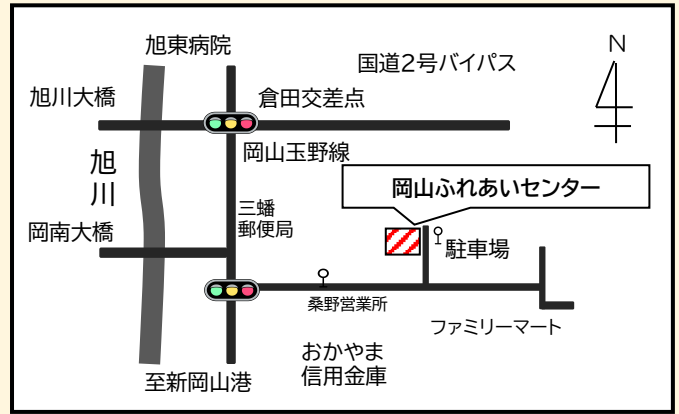 旭東病院
国道2号バイパス
N
旭川大橋
倉田交差点
岡山玉野線
旭川
岡山ふれあいセンター
三蟠
郵便局
岡南大橋
駐車場
桑野営業所
ファミリーマート
おかやま
信用金庫
至新岡山港